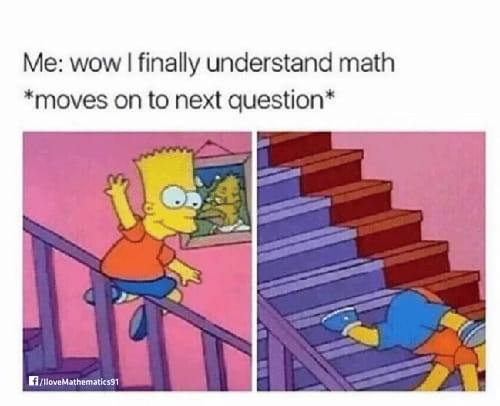 Me: wow I finally understand math
*moves on to next question*
f/IloveMathematics91